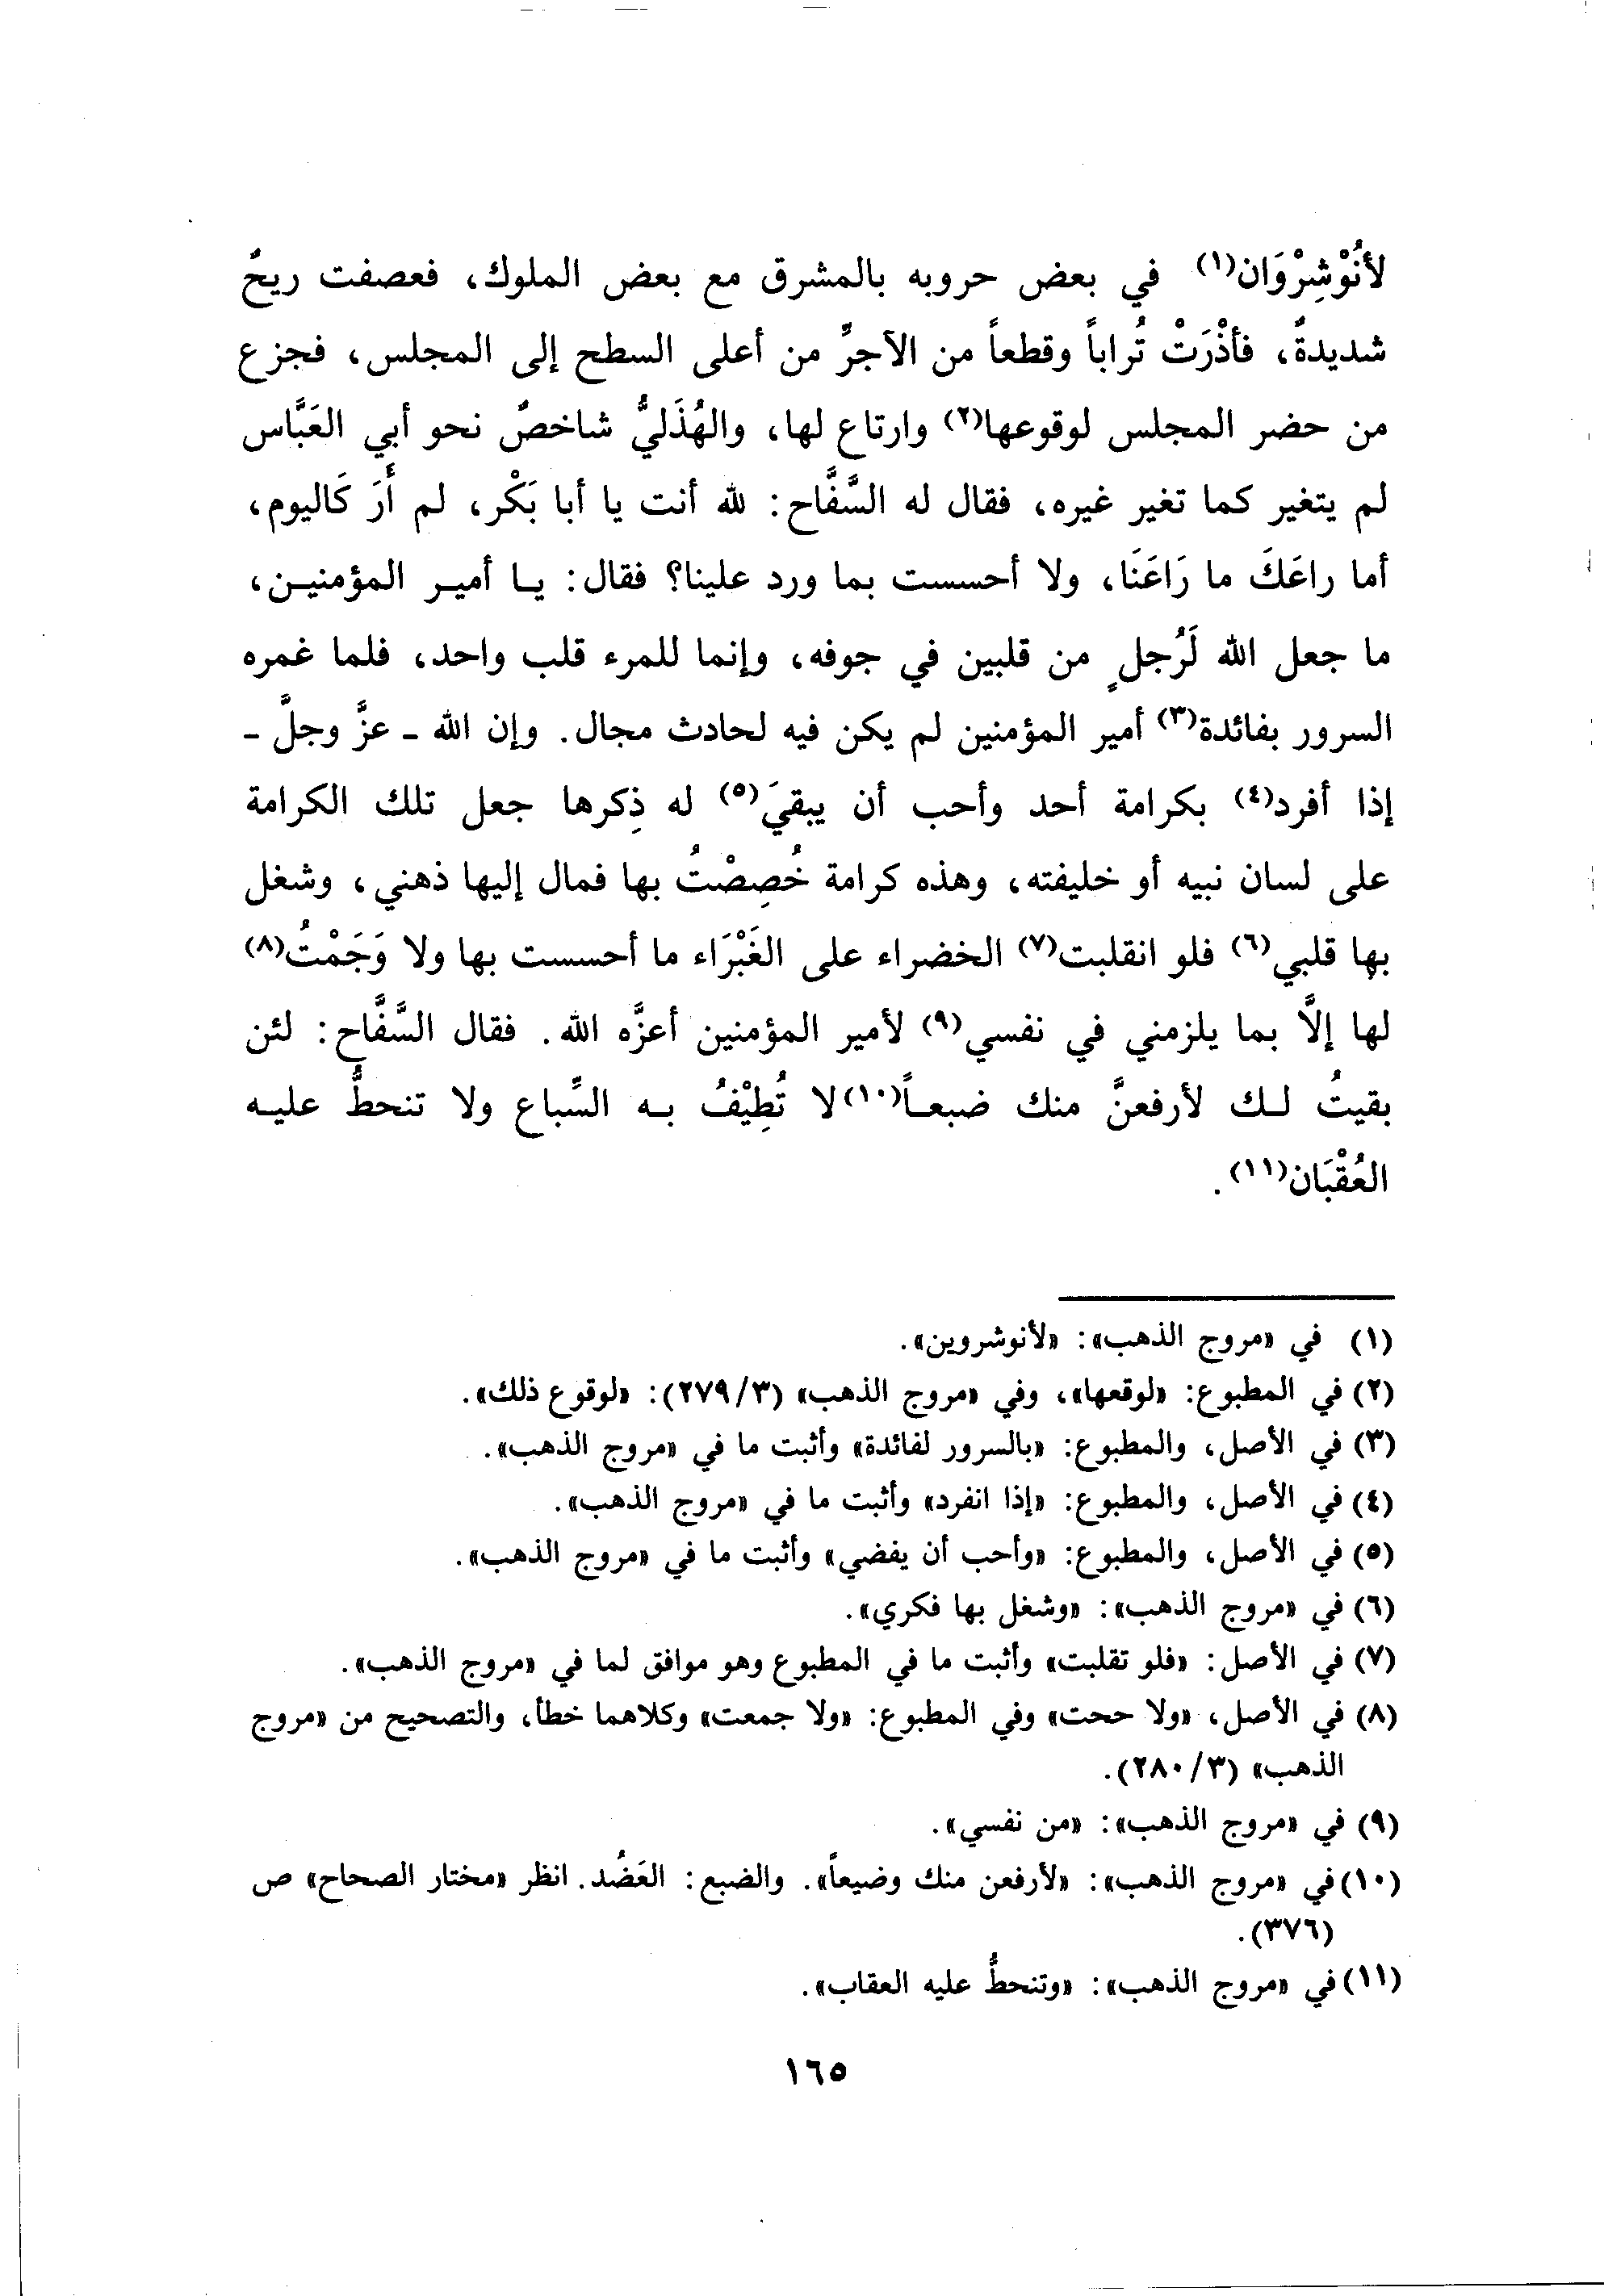 لأَنُوْشِرْوَان(١) في بعض حروبه بالمشرق مع بعض الملوك، فعصفت ريحٌ
شديدةٌ، فأذْرَتْ تُراباً وقطعاً من الآجرِّ من أعلى السطح إلى المجلس، فجزع
من حضر المجلس لوقوعها(٢) وارتاع لها، والهُذَليُّ شاخصٌ نحو أبي العَبَّاس
لم يتغير كما تغير غيره، فقال له السَّفَّاح: لله أنت يا أبا بَكْر، لم أَرَ كَاليوم،
أما راعَكَ ما رَاعَنَا، ولا أحسست بما ورد علينا؟ فقال: يا أمير المؤمنين،
ما جعل الله لَرُجلٍ من قلبين في جوفه، وإنما للمرء قلب واحد، فلما غمره
السرور بفائدة(٣) أمير المؤمنين لم يكن فيه لحادث مجال. وإن الله ـ عزَّ وجلَّ ـ
إذا أفرد(٤) بكرامة أحد وأحب أن يبقيَ(٥) له ذِكرها جعل تلك الكرامة
على لسان نبيه أو خليفته، وهذه كرامة خُصِصْتُ بها فمال إليها ذهني، وشغل
بها قلبي(٦) فلو انقلبت(٧) الخضراء على الغَبْرَاء ما أحسست بها ولا وَجَمْتُ(٨)
لها إلاَّ بما يلزمني في نفسي(٩) لأمير المؤمنين أعزَّه الله. فقال السَّفَّاح: لئن
بقيتُ لك لأرفعنَّ منك ضبعاً(١٠) لا تُطِيْفُ به السِّباع ولا تنحطُّ عليه
العُقْبَان(١١).
(١) في «مروج الذهب»: «لأنوشروين».
(٢) في المطبوع: «لوقعها»، وفي «مروج الذهب» (٢٧٩/٣): «لوقوع ذلك».
(٣) في الأصل، والمطبوع: «بالسرور لفائدة» وأثبت ما في «مروج الذهب».
(٤) في الأصل، والمطبوع: «إذا انفرد» وأثبت ما في «مروج الذهب».
(٥) في الأصل، والمطبوع: «وأحب أن يفضي» وأثبت ما في «مروج الذهب».
(٦) في «مروج الذهب»: «وشغل بها فكري».
(٧) في الأصل: «فلو تقلبت» وأثبت ما في المطبوع وهو موافق لما في «مروج الذهب».
(٨) في الأصل، «ولا حمت» وفي المطبوع: «ولا جمعت» وكلاهما خطأ، والتصحيح من «مروج
الذهب» (٢٨٠/٣).
(٩) في «مروج الذهب»: «من نفسي».
(١٠) في «مروج الذهب»: «لأرفعن منك وضيعاً». والضبع: العَضُد. انظر «مختار الصحاح» ص
(٣٧٦).
(١١) في «مروج الذهب»: «وتنحطُّ عليه العقاب».
١٦٥